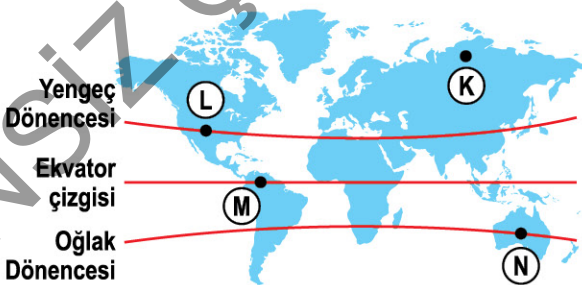 K
L
Yengeç
Dönencesi
Ekvator
çizgisi
M
Oğlak
Dönencesi
N